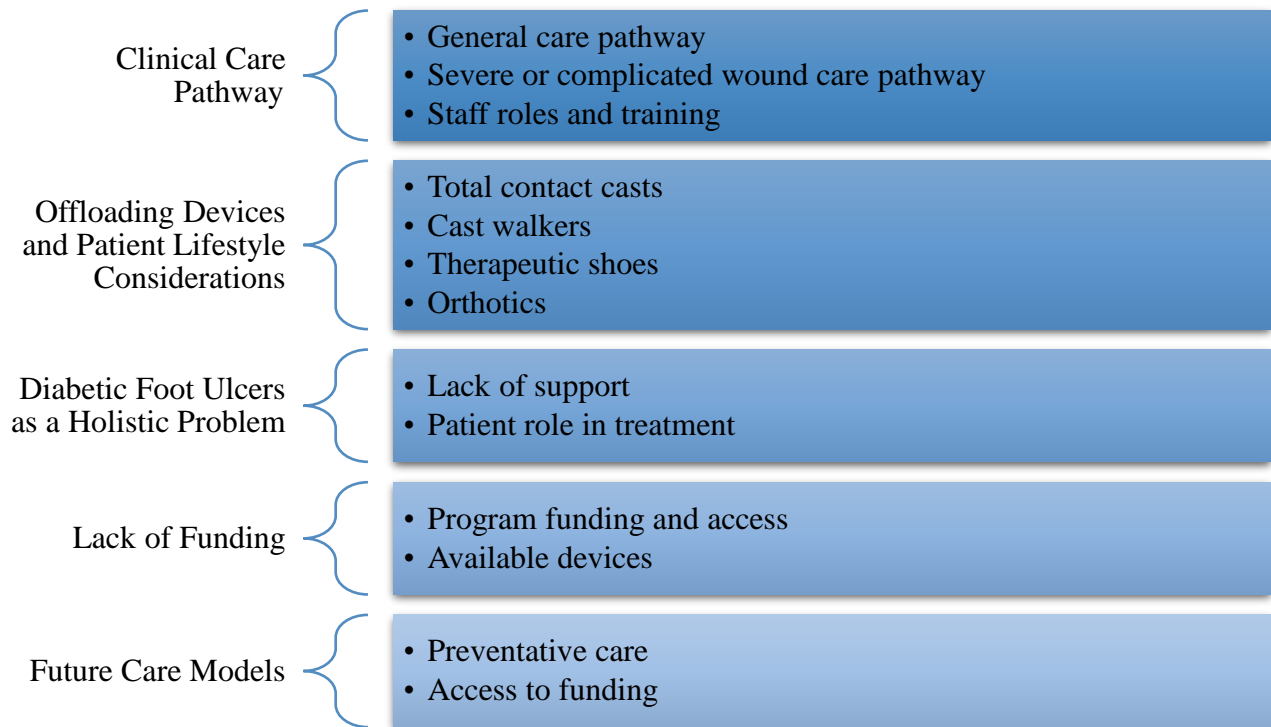 Clinical Care
Pathway
• General care pathway
• Severe or complicated wound care pathway
• Staff roles and training
Offloading Devices
and Patient Lifestyle
Considerations
• Total contact casts
• Cast walkers
• Therapeutic shoes
• Orthotics
Diabetic Foot Ulcers
as a Holistic Problem
• Lack of support
• Patient role in treatment
Lack of Funding
• Program funding and access
• Available devices
Future Care Models
• Preventative care
• Access to funding